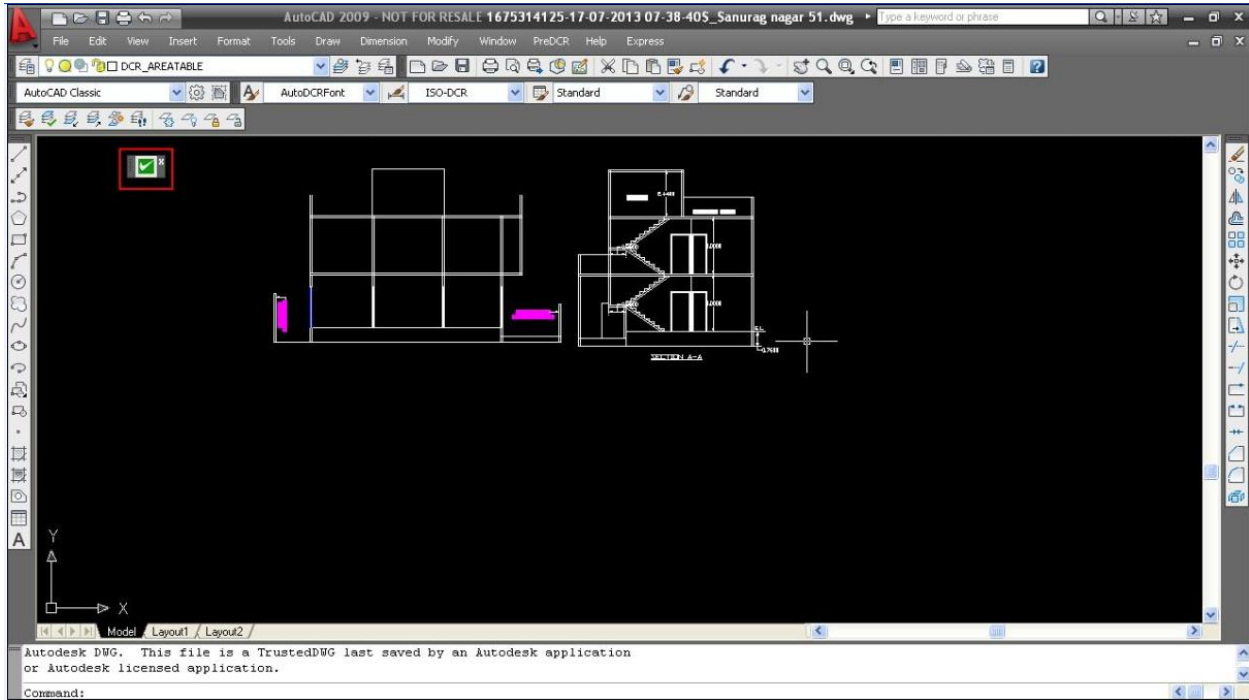 AutoCAD 2009 - NOT FOR RESALE 1675314125-17-07-2013 07-38-40S_Sanurag nagar 51.dwg
Type a keyword or phrase
File Edit View Insert Format Tools Draw Dimension Modify Window PreDCR Help Express
DCR_AREATABLE
AutoCAD Classic AutoDCRFont ISO-DCR Standard Standard
SECTION A-A
Y
X
Model Layout1 Layout2
Autodesk DWG. This file is a TrustedDWG last saved by an Autodesk application
or Autodesk licensed application.
Command: